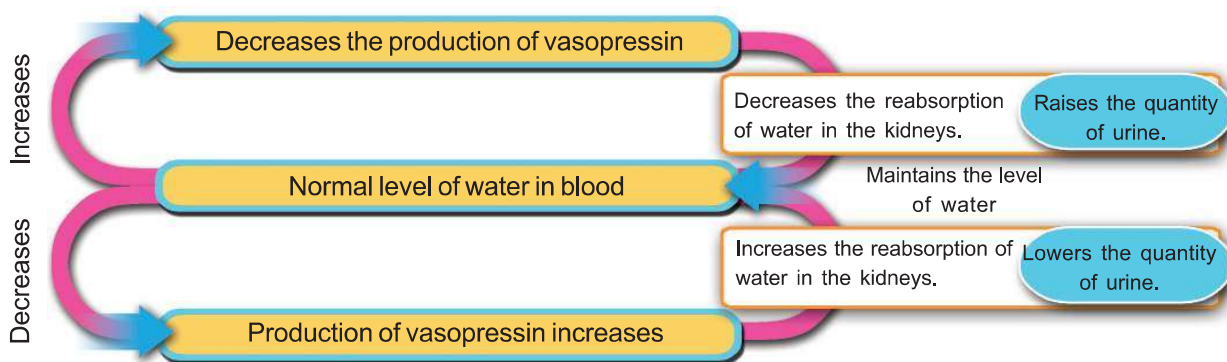 Increases
Decreases the production of vasopressin
Decreases the reabsorption
of water in the kidneys.
Raises the quantity
of urine.
Normal level of water in blood
Maintains the level
of water
Decreases
Increases the reabsorption of
water in the kidneys.
Lowers the quantity
of urine.
Production of vasopressin increases